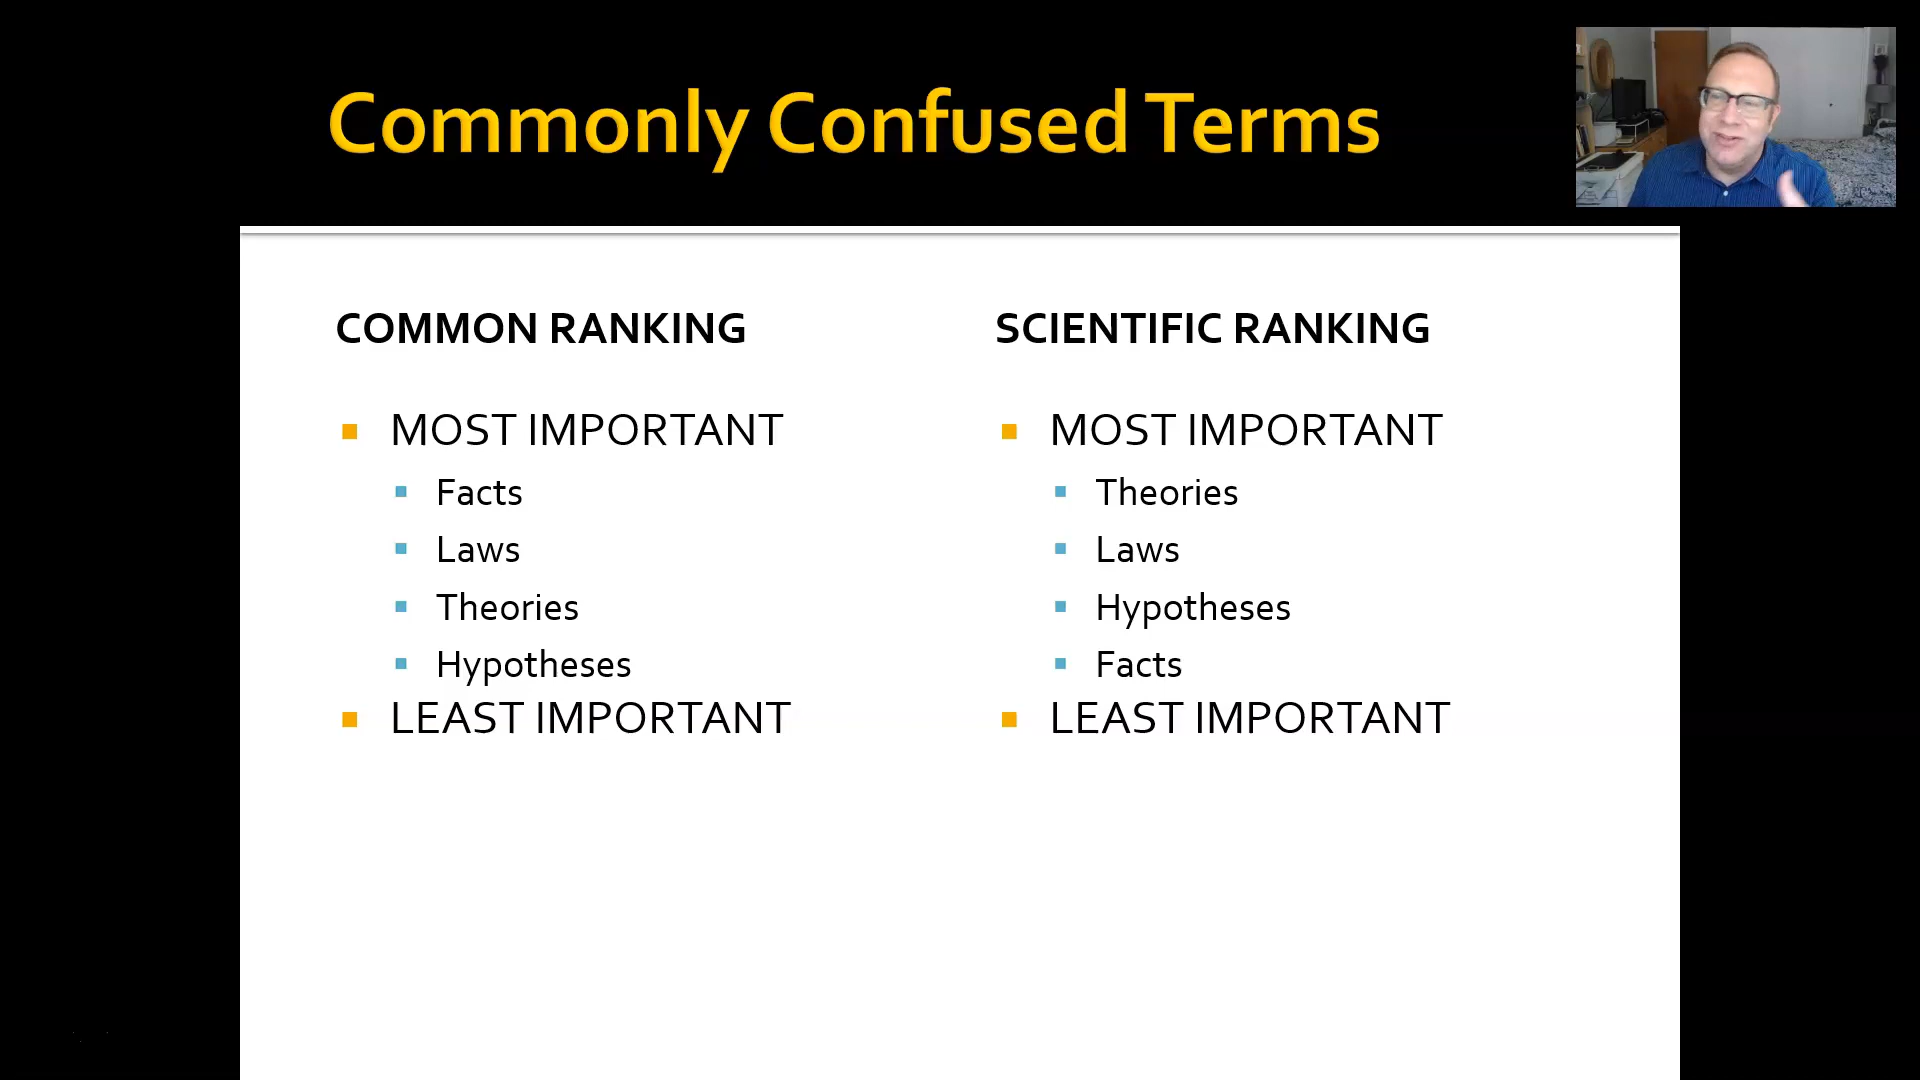 Commonly Confused Terms
COMMON RANKING
MOST IMPORTANT
Facts
Laws
Theories
Hypotheses
LEAST IMPORTANT
SCIENTIFIC RANKING
MOST IMPORTANT
Theories
Laws
Hypotheses
Facts
LEAST IMPORTANT